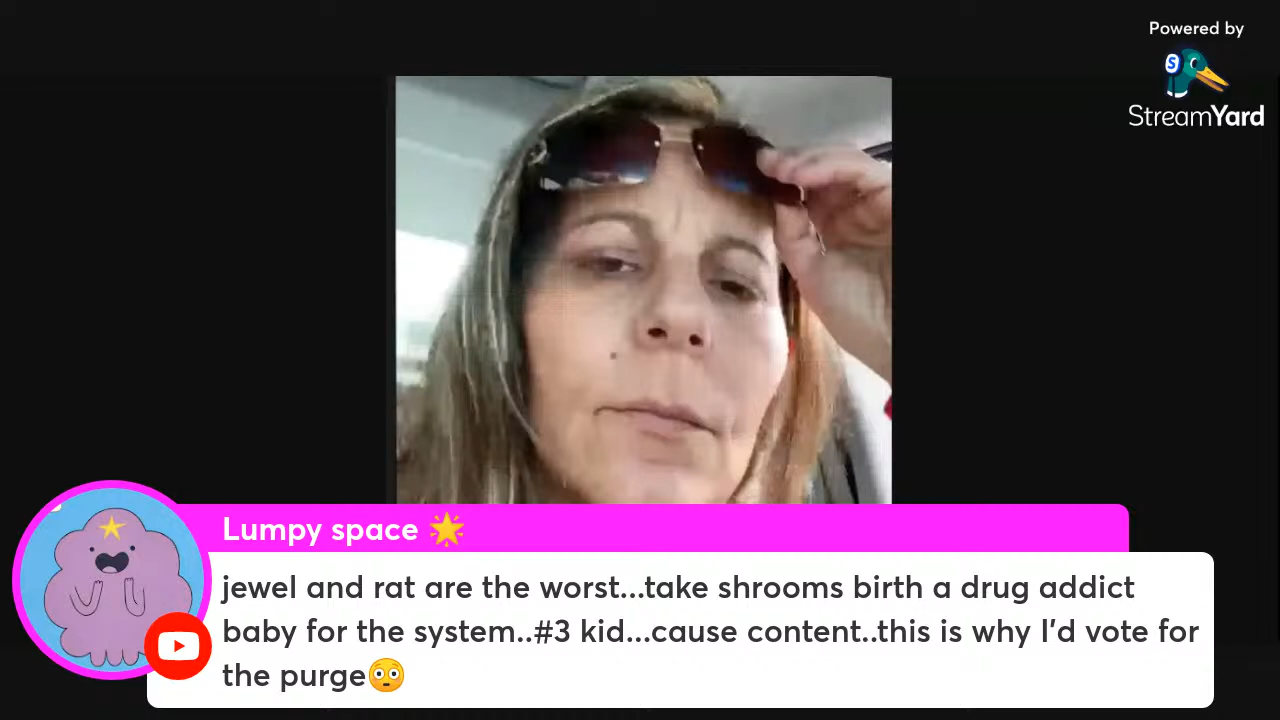 Powered by
StreamYard
Lumpy space 🌟
jewel and rat are the worst...take shrooms birth a drug addict
baby for the system..#3 kid...cause content..this is why I'd vote for
the purge😳